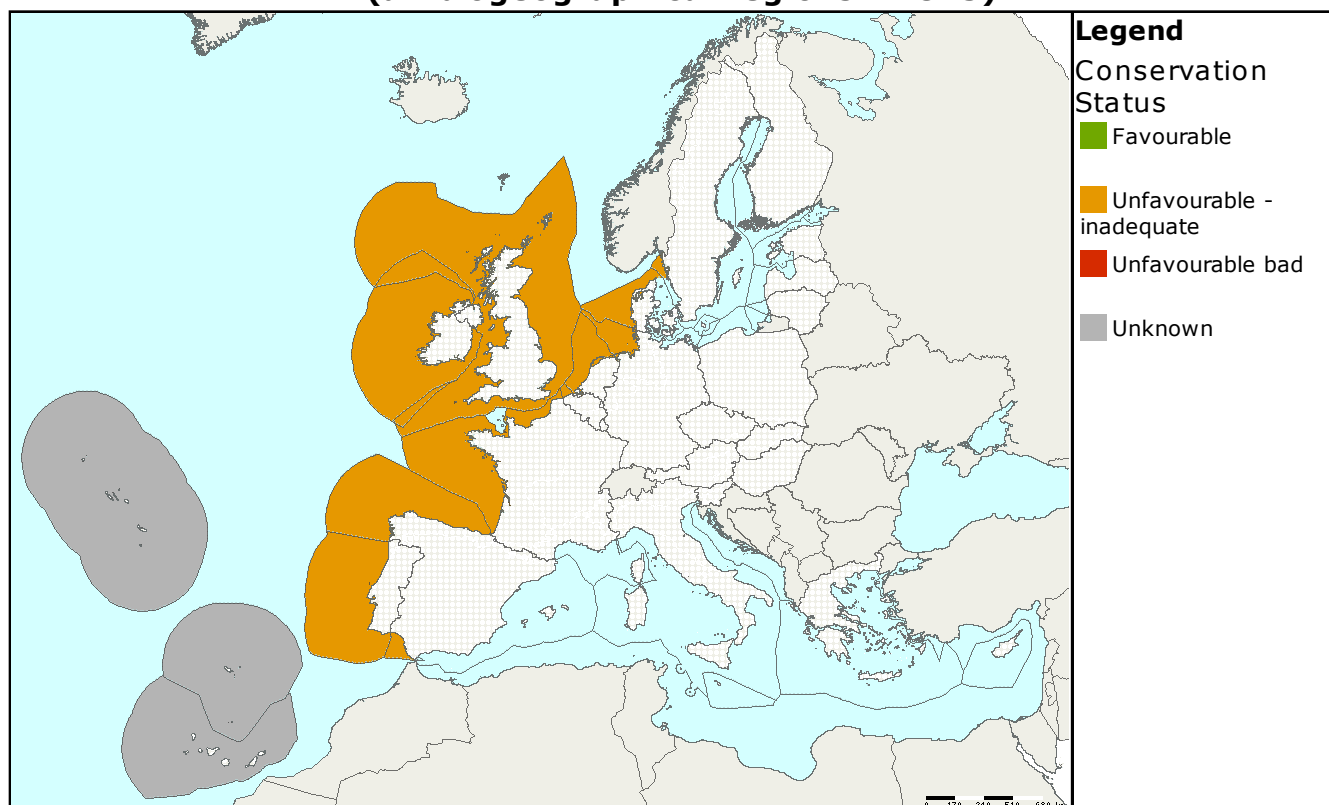 Legend
Conservation
Status
Favourable
Unfavourable -
inadequate
Unfavourable bad
Unknown